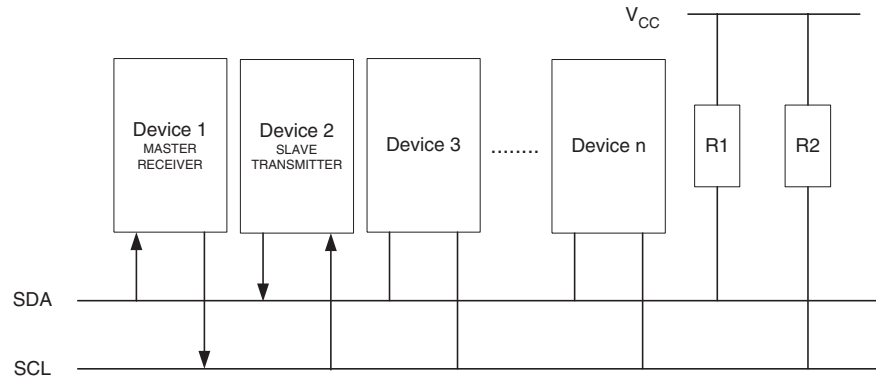 V_CC
Device 1
MASTER
RECEIVER
Device 2
SLAVE
TRANSMITTER
Device 3
........
Device n
R1
R2
SDA
SCL